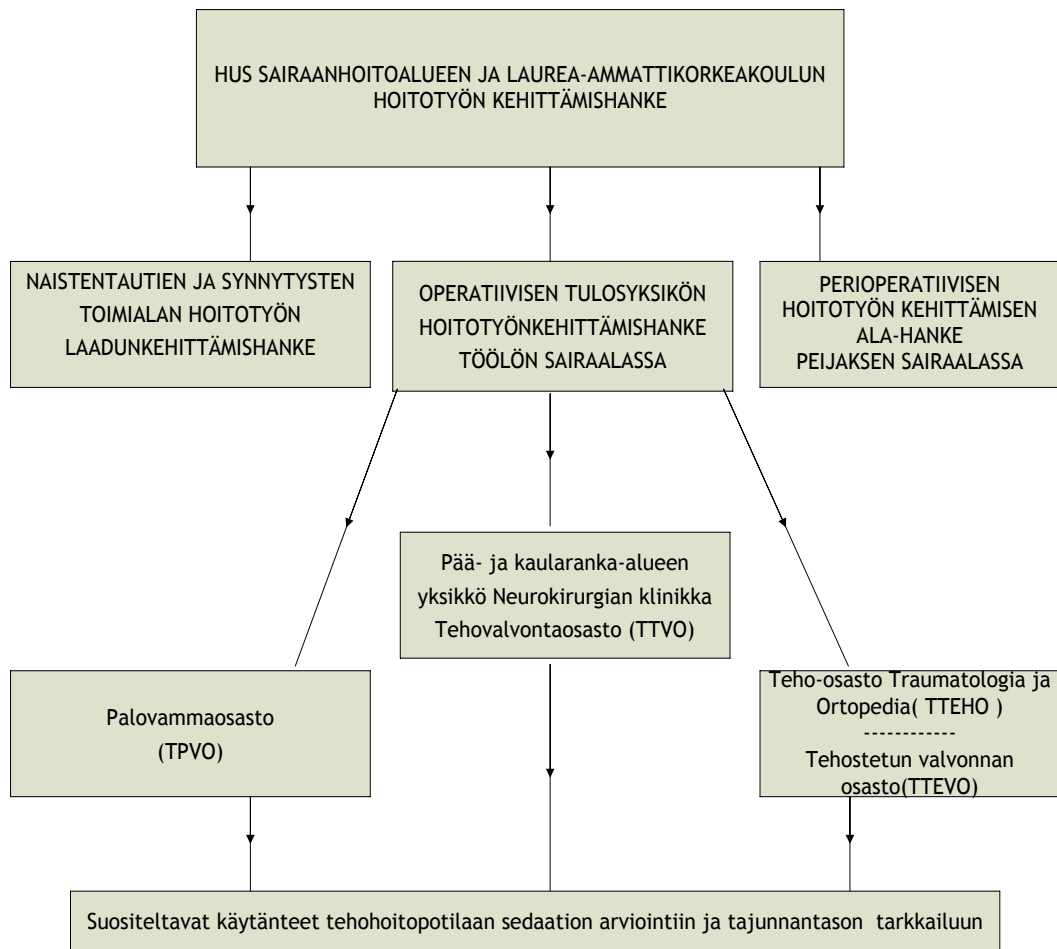 HUS SAIRAANHOITOALUEEN JA LAUREA-AMMATTIKORKEAKOULUN
HOITOTYÖN KEHITTÄMISHANKE
NAISTENTAUTIEN JA SYNNYTYSTEN
TOIMIALAN HOITOTYÖN
LAADUNKEHITTÄMISHANKE
OPERATIIVISEN TULOSYKSIKÖN
HOITOTYÖNKEHITTÄMISHANKE
TÖÖLÖN SAIRAALASSA
PERIOPERATIIVISEN
HOITOTYÖN KEHITTÄMISEN
ALA-HANKE
PEIJAKSEN SAIRAALASSA
Pää- ja kaularanka-alueen
yksikkö Neurokirurgian klinikka
Tehovalvontaosasto (TTVO)
Palovammaosasto
(TPVO)
Teho-osasto Traumatologia ja
Ortopedia( TTEHO )
------------
Tehostetun valvonnan
osasto(TTEVO)
Suositeltavat käytänteet tehohoitopotilaan sedaation arviointiin ja tajunnantason tarkkailuun